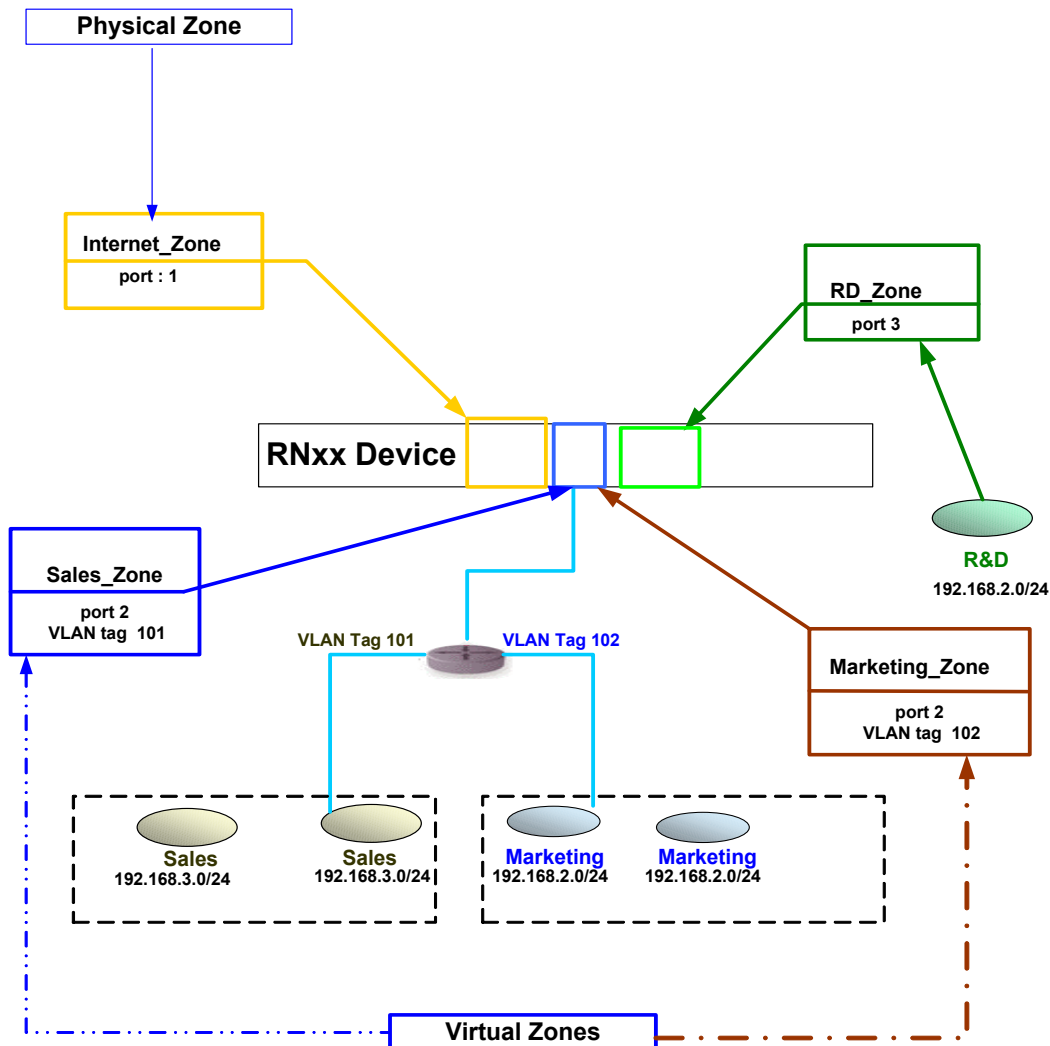 Physical Zone
Internet_Zone
port : 1
RD_Zone
port 3
RNxx Device
R&D
192.168.2.0/24
Sales_Zone
port 2
VLAN tag 101
VLAN Tag 101
VLAN Tag 102
Marketing_Zone
port 2
VLAN tag 102
Sales
192.168.3.0/24
Sales
192.168.3.0/24
Marketing
192.168.2.0/24
Marketing
192.168.2.0/24
Virtual Zones